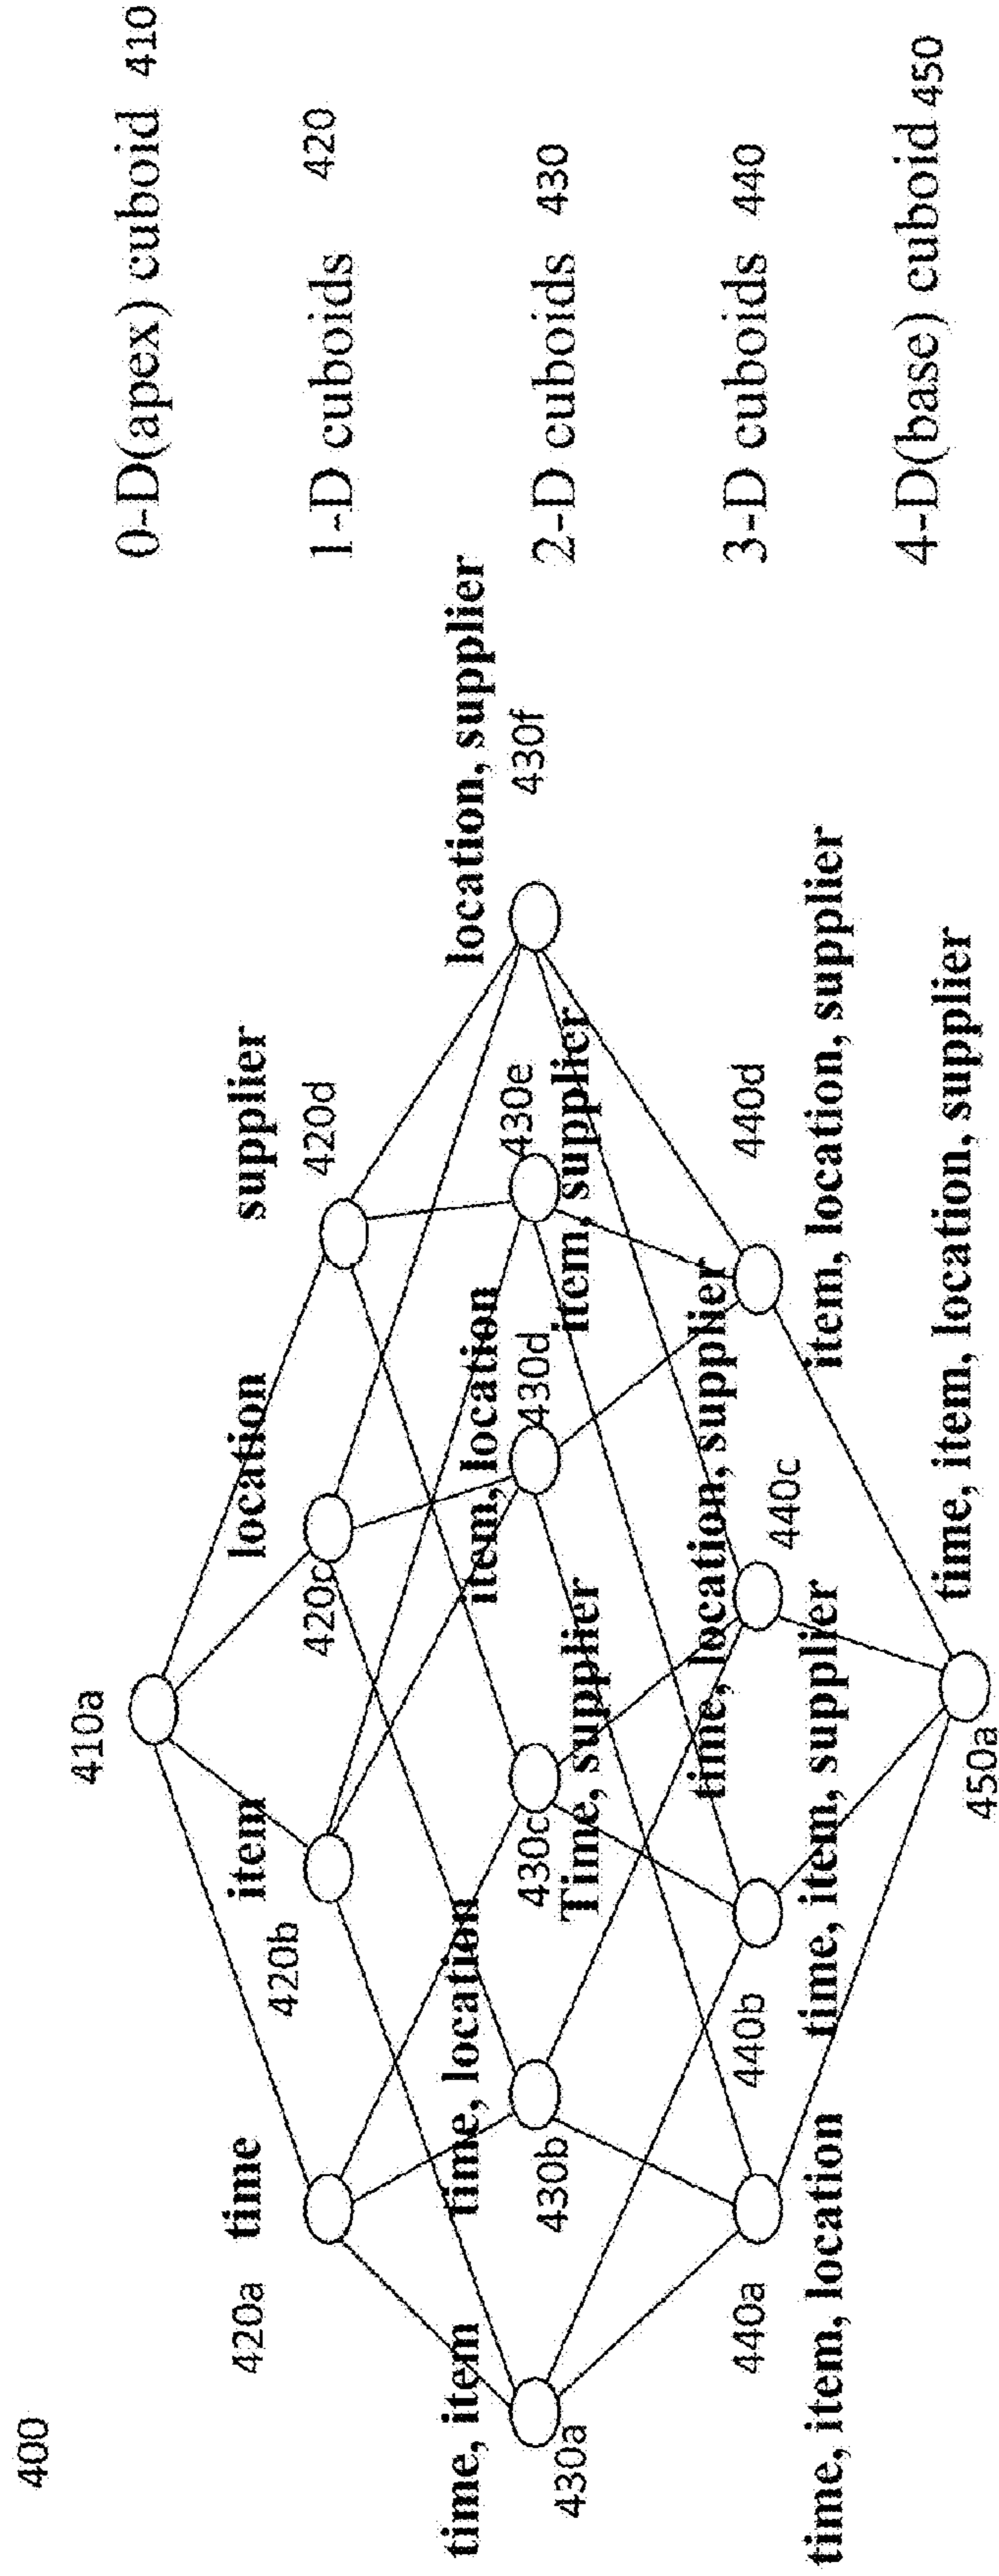 400
410a
0-D(apex) cuboid 410
420a
time
420b
item
420c
location
supplier
420d
1-D cuboids 420
time, item
430a
time, location
430b
430c
Time, supplier
item, location
430d
430e
item, supplier
location, supplier
430f
2-D cuboids 430
440a
time, item, location
440b
time, item, supplier
time, location, supplier
440c
440d
item, location, supplier
3-D cuboids 440
450a
time, item, location, supplier
4-D(base) cuboid 450